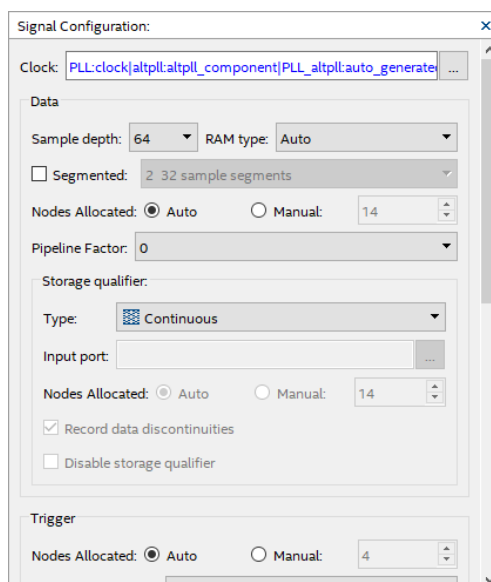 Signal Configuration:
Clock: PLL:clock|altpll:altpll_component|PLL_altpll:auto_generated ...
Data
Sample depth: 64 RAM type: Auto
Segmented: 2 32 sample segments
Nodes Allocated: Auto Manual: 14
Pipeline Factor: 0
Storage qualifier:
Type: Continuous
Input port: ...
Nodes Allocated: Auto Manual: 14
Record data discontinuities
Disable storage qualifier
Trigger
Nodes Allocated: Auto Manual: 4